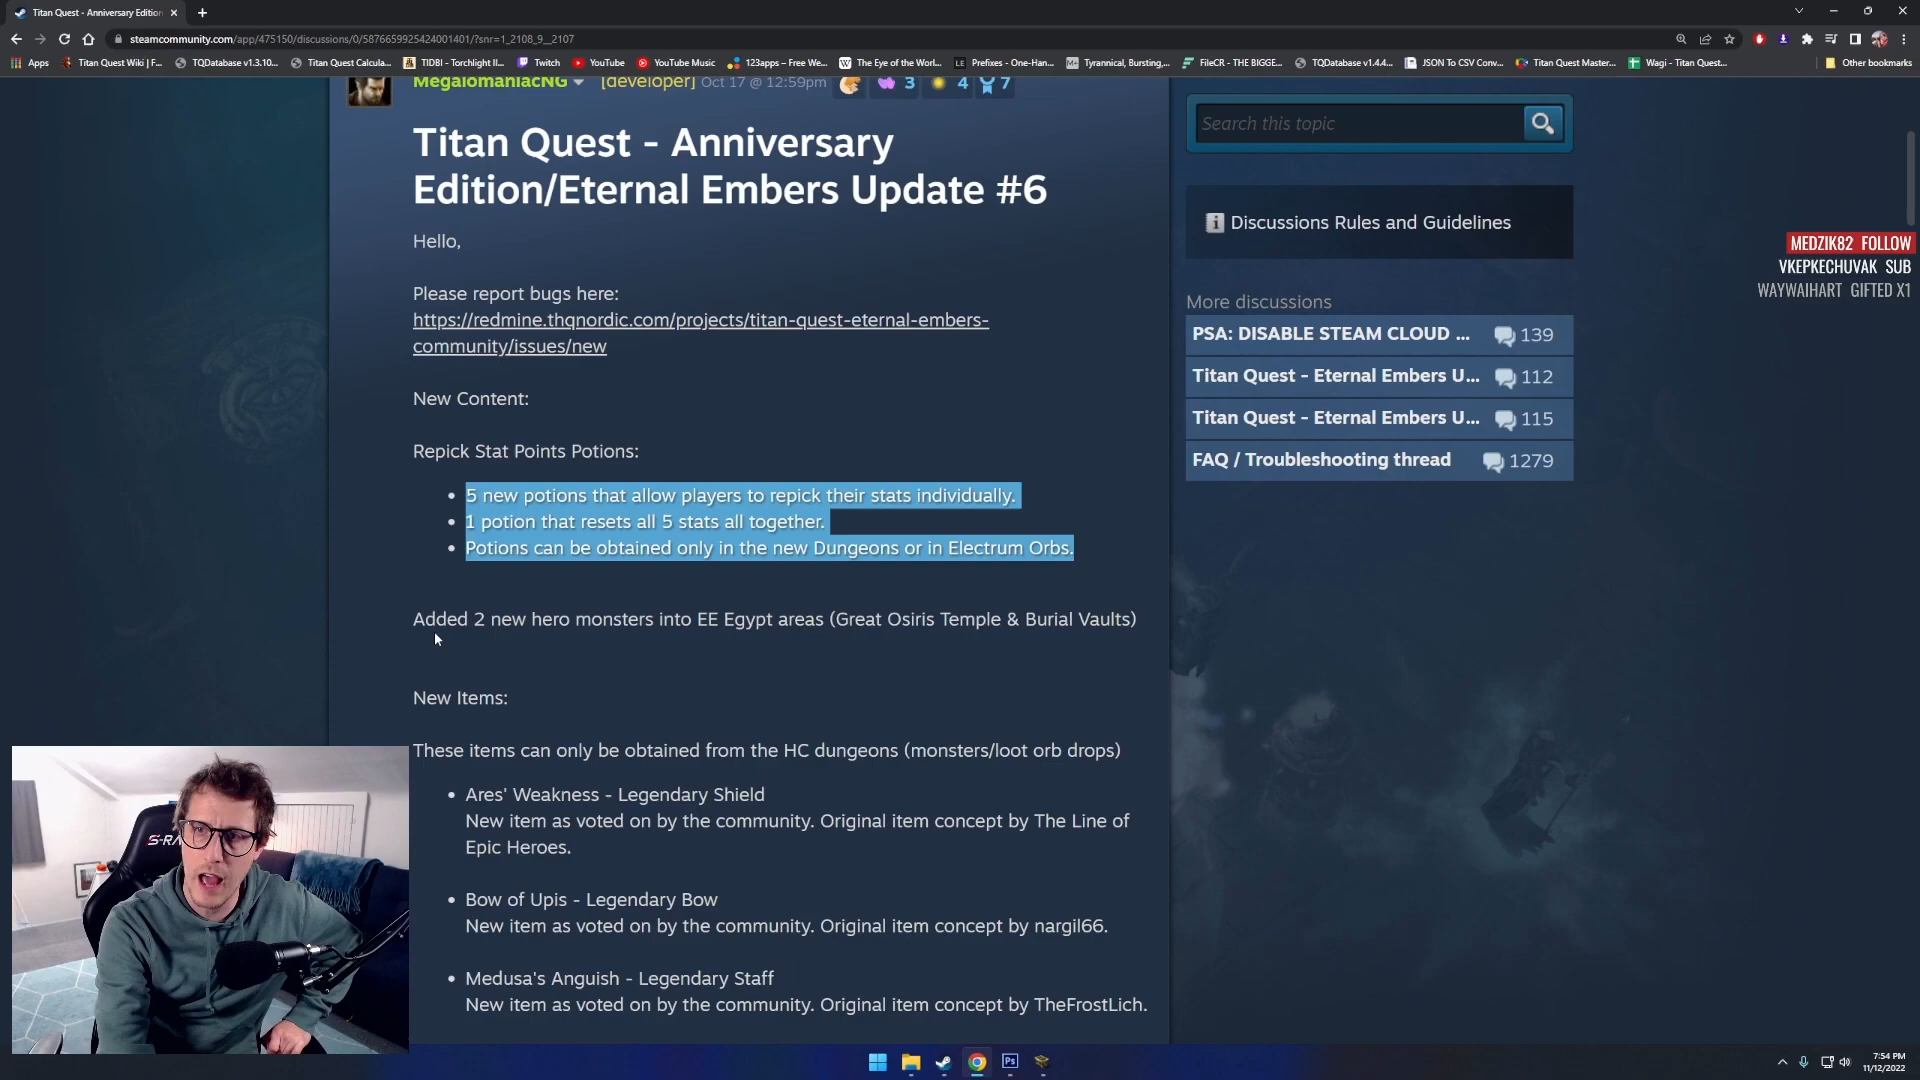 Titan Quest - Anniversary Edition
steamcommunity.com/app/475150/discussions/0/5876659925424001401/?snr=1_2108_9__2107
Apps
Titan Quest Wiki | F...
TQDatabase v1.3.10...
Titan Quest Calcula...
TIDBI - Torchlight II...
Twitch
YouTube
YouTube Music
123apps – Free We...
The Eye of the Worl...
Prefixes - One-Han...
Tyrannical, Bursting,...
FileCR - THE BIGGE...
TQDatabase v1.4.4...
JSON To CSV Conv...
Titan Quest Master...
Wagi - Titan Quest...
Other bookmarks
MegalomaniacNG [developer] Oct 17 @ 12:59pm 3 4 7
Titan Quest - Anniversary
Edition/Eternal Embers Update #6
Hello,
Please report bugs here:
https://redmine.thqnordic.com/projects/titan-quest-eternal-embers-
community/issues/new
New Content:
Repick Stat Points Potions:
• 5 new potions that allow players to repick their stats individually.
• 1 potion that resets all 5 stats all together.
• Potions can be obtained only in the new Dungeons or in Electrum Orbs.
Added 2 new hero monsters into EE Egypt areas (Great Osiris Temple & Burial Vaults)
New Items:
These items can only be obtained from the HC dungeons (monsters/loot orb drops)
• Ares' Weakness - Legendary Shield
New item as voted on by the community. Original item concept by The Line of
Epic Heroes.
• Bow of Upis - Legendary Bow
New item as voted on by the community. Original item concept by nargil66.
• Medusa's Anguish - Legendary Staff
New item as voted on by the community. Original item concept by TheFrostLich.
Search this topic
Discussions Rules and Guidelines
More discussions
PSA: DISABLE STEAM CLOUD ... 139
Titan Quest - Eternal Embers U... 112
Titan Quest - Eternal Embers U... 115
FAQ / Troubleshooting thread 1279
MEDZIK82 FOLLOW
VKEPKECHUVAK SUB
WAYWAIHART GIFTED X1
S-RA
Ps
7:54 PM
11/12/2022